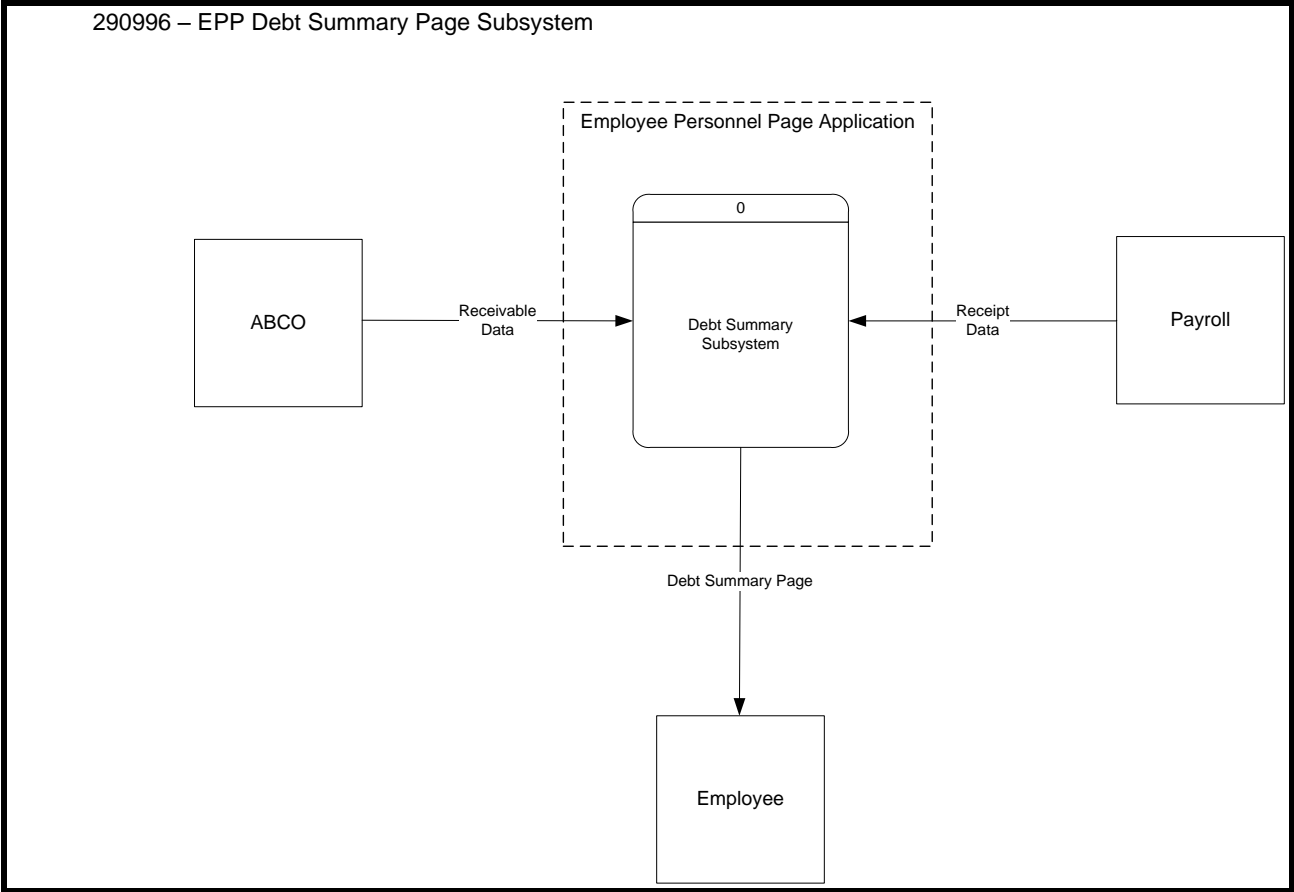 290996 – EPP Debt Summary Page Subsystem
Employee Personnel Page Application
0
ABCO
Receivable
Data
Debt Summary
Subsystem
Receipt
Data
Payroll
Debt Summary Page
Employee